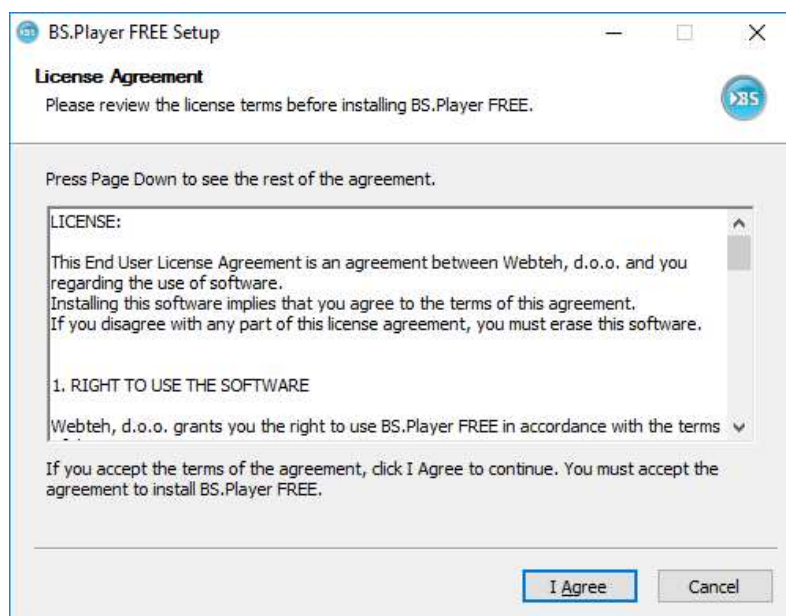 BS.Player FREE Setup
License Agreement
Please review the license terms before installing BS.Player FREE.
BS
Press Page Down to see the rest of the agreement.
LICENSE:
This End User License Agreement is an agreement between Webteh, d.o.o. and you
regarding the use of software.
Installing this software implies that you agree to the terms of this agreement.
If you disagree with any part of this license agreement, you must erase this software.
1. RIGHT TO USE THE SOFTWARE
Webteh, d.o.o. grants you the right to use BS.Player FREE in accordance with the terms
If you accept the terms of the agreement, click I Agree to continue. You must accept the
agreement to install BS.Player FREE.
I Agree
Cancel